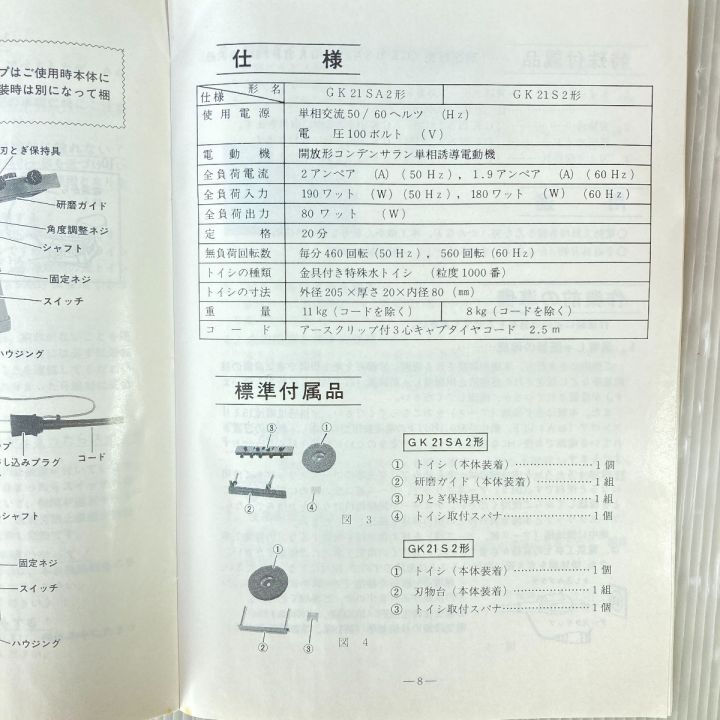 プはご使用時本体に
装時は別になって梱
刃とぎ保持具
研磨ガイド
角度調整ネジ
シャフト
固定ネジ
スイッチ
ハウジング
し込みプラグ
コード
シャフト
固定ネジ
スイッチ
ハウジング
仕 様
仕様 形名 GK21SA2形 GK21S2形
使用電源 単相交流50/60ヘルツ (Hz)
電 圧100ボルト (V)
電動機 開放形コンデンサラン単相誘導電動機
全負荷電流 2アンペア (A) (50Hz), 1.9アンペア (A) (60Hz)
全負荷入力 190ワット (W) (50Hz), 180ワット (W) (60Hz)
全負荷出力 80ワット (W)
定格 20分
無負荷回転数 毎分460回転 (50Hz), 560回転 (60Hz)
トイシの種類 金具付き特殊水トイシ (粒度1000番)
トイシの寸法 外径205×厚さ20×内径80 (mm)
重量 11kg (コードを除く) 8kg (コードを除く)
コード アースクリップ付3心キャブタイヤコード 2.5m
標準付属品
③ ①
② ④
図 3
GK21SA2形
① トイシ (本体装着) ……………… 1個
② 研磨ガイド (本体装着) ………… 1組
③ 刃とぎ保持具 ……………………… 1組
④ トイシ取付スパナ ………………… 1個
①
② ③
図 4
GK21S2形
① トイシ (本体装着) ……………… 1個
② 刃物台 (本体装着) ……………… 1組
③ トイシ取付スパナ ………………… 1個
—8—